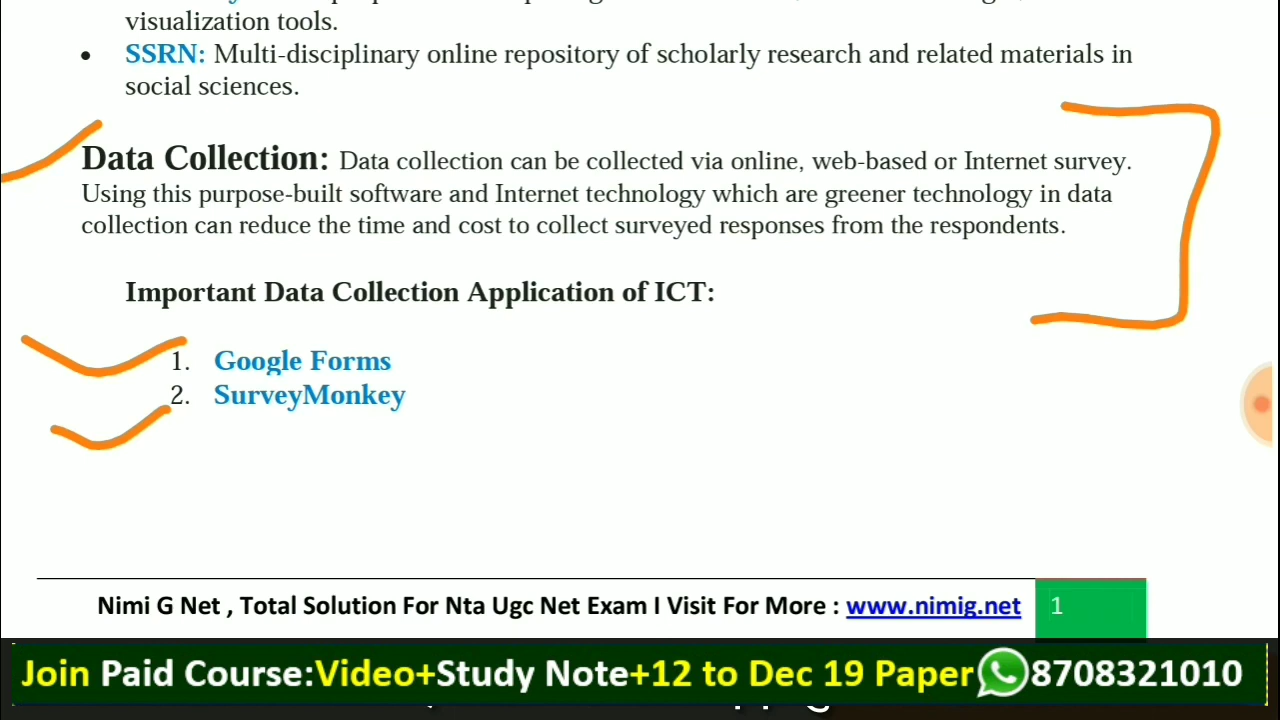 visualization tools.
• SSRN: Multi-disciplinary online repository of scholarly research and related materials in
social sciences.
Data Collection: Data collection can be collected via online, web-based or Internet survey.
Using this purpose-built software and Internet technology which are greener technology in data
collection can reduce the time and cost to collect surveyed responses from the respondents.
Important Data Collection Application of ICT:
1. Google Forms
2. SurveyMonkey
Nimi G Net , Total Solution For Nta Ugc Net Exam I Visit For More : www.nimig.net 1
Join Paid Course:Video+Study Note+12 to Dec 19 Paper 8708321010